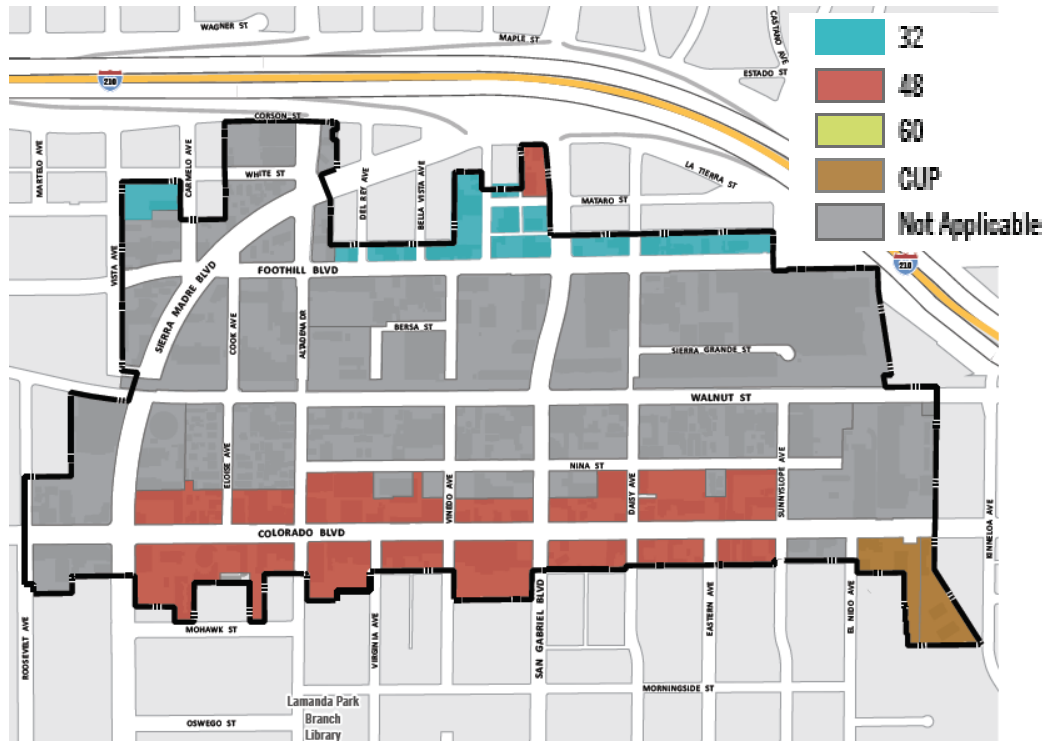 WAGNER ST
MAPLE ST
CASTANO AVE
ESTADO ST
32
48
60
CUP
Not Applicable
210
210
CORSON ST
MARTELO AVE
CARMELO AVE
WHITE ST
DEL REY AVE
BELLA VISTA AVE
LA TIERRA ST
MATARO ST
VISTA AVE
SIERRA MADRE BLVD
FOOTHILL BLVD
COOK AVE
ALTADENA DR
BERSA ST
SIERRA GRANDE ST
WALNUT ST
ELOISE AVE
NINA ST
VINEDO AVE
DAISY AVE
SUNNYSLOPE AVE
COLORADO BLVD
KINNELOA AVE
ROOSEVELT AVE
MOHAWK ST
VIRGINIA AVE
SAN GABRIEL BLVD
EASTERN AVE
EL NIDO AVE
MORNINGSIDE ST
OSWEGO ST
Lamanda Park
Branch
Library